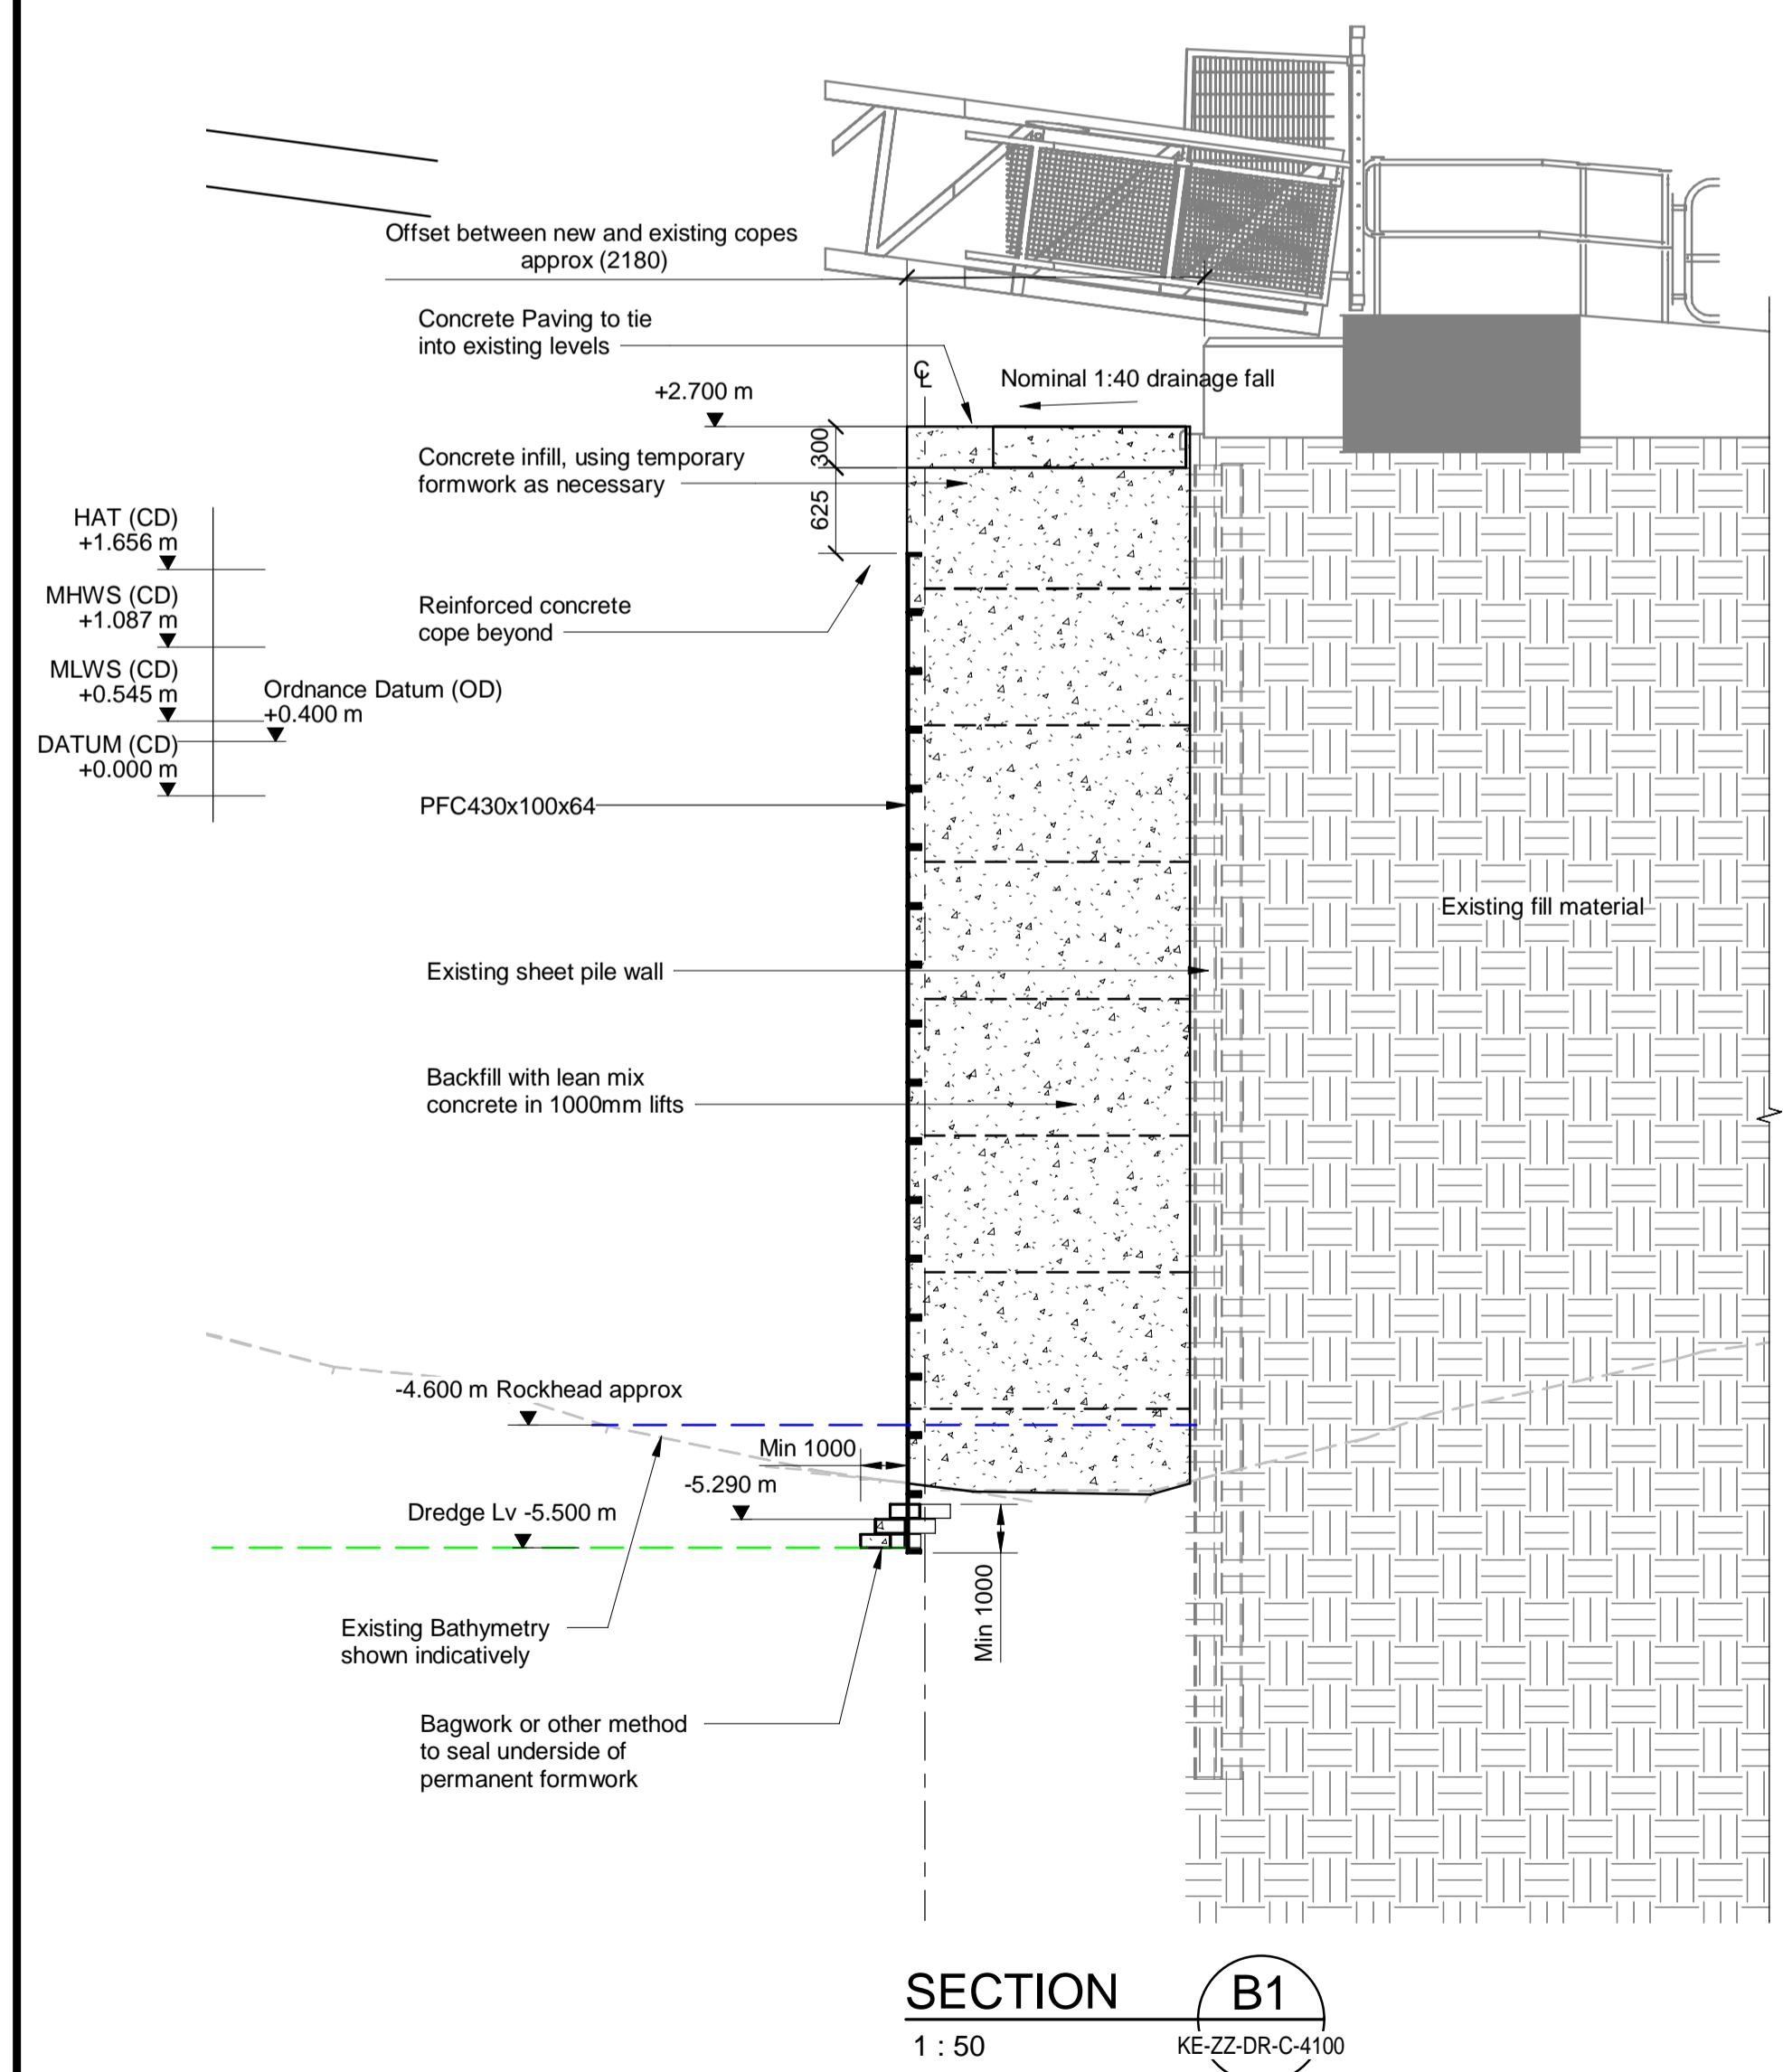 Offset between new and existing copes
approx (2180)
Concrete Paving to tie
into existing levels
℄
Nominal 1:40 drainage fall
+2.700 m
300
Concrete infill, using temporary
formwork as necessary
625
HAT (CD)
+1.656 m
MHWS (CD)
+1.087 m
Reinforced concrete
cope beyond
MLWS (CD)
+0.545 m
Ordnance Datum (OD)
+0.400 m
DATUM (CD)
+0.000 m
PFC430x100x64
Existing fill material
Existing sheet pile wall
Backfill with lean mix
concrete in 1000mm lifts
-4.600 m Rockhead approx
Min 1000
-5.290 m
Dredge Lv -5.500 m
Min 1000
Existing Bathymetry
shown indicatively
Bagwork or other method
to seal underside of
permanent formwork
SECTION
B1
1 : 50
KE-ZZ-DR-C-4100